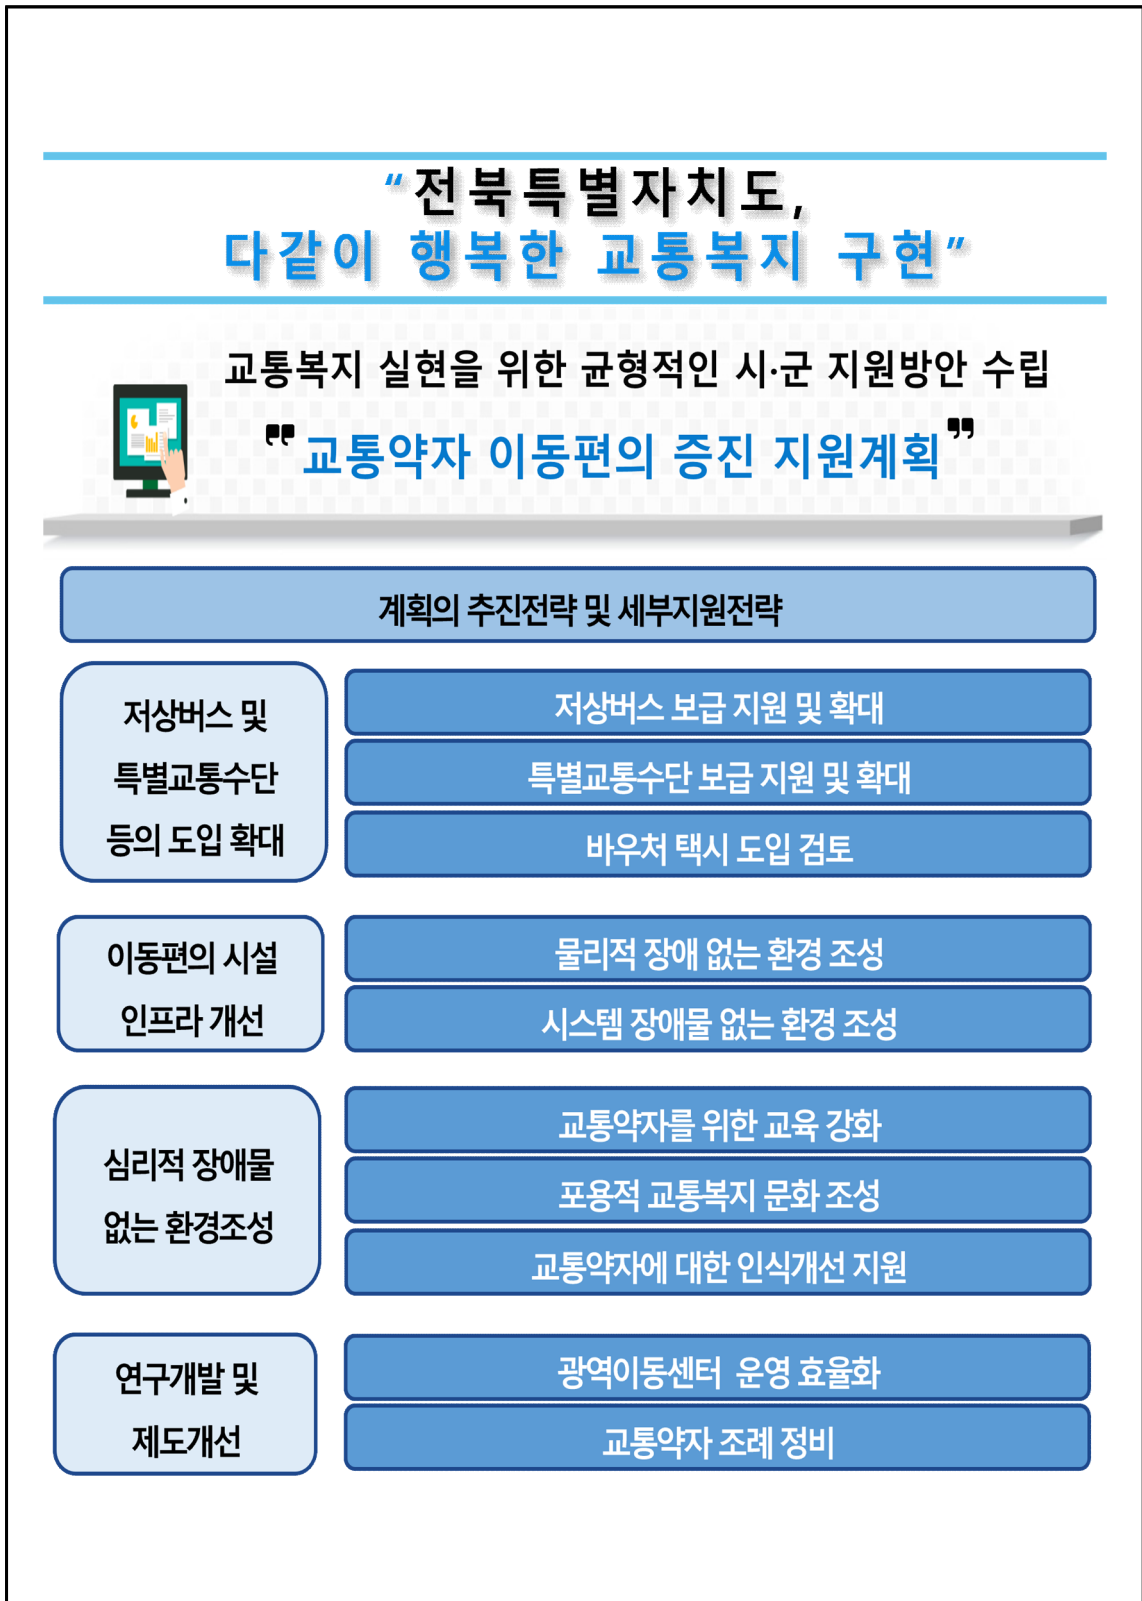 “전북특별자치도,
다같이 행복한 교통복지 구현”
교통복지 실현을 위한 균형적인 시·군 지원방안 수립
❞교통약자 이동편의 증진 지원계획❞
계획의 추진전략 및 세부지원전략
저상버스 및
특별교통수단
등의 도입 확대
저상버스 보급 지원 및 확대
특별교통수단 보급 지원 및 확대
바우처 택시 도입 검토
이동편의 시설
인프라 개선
물리적 장애 없는 환경 조성
시스템 장애물 없는 환경 조성
심리적 장애물
없는 환경조성
교통약자를 위한 교육 강화
포용적 교통복지 문화 조성
교통약자에 대한 인식개선 지원
연구개발 및
제도개선
광역이동센터 운영 효율화
교통약자 조례 정비